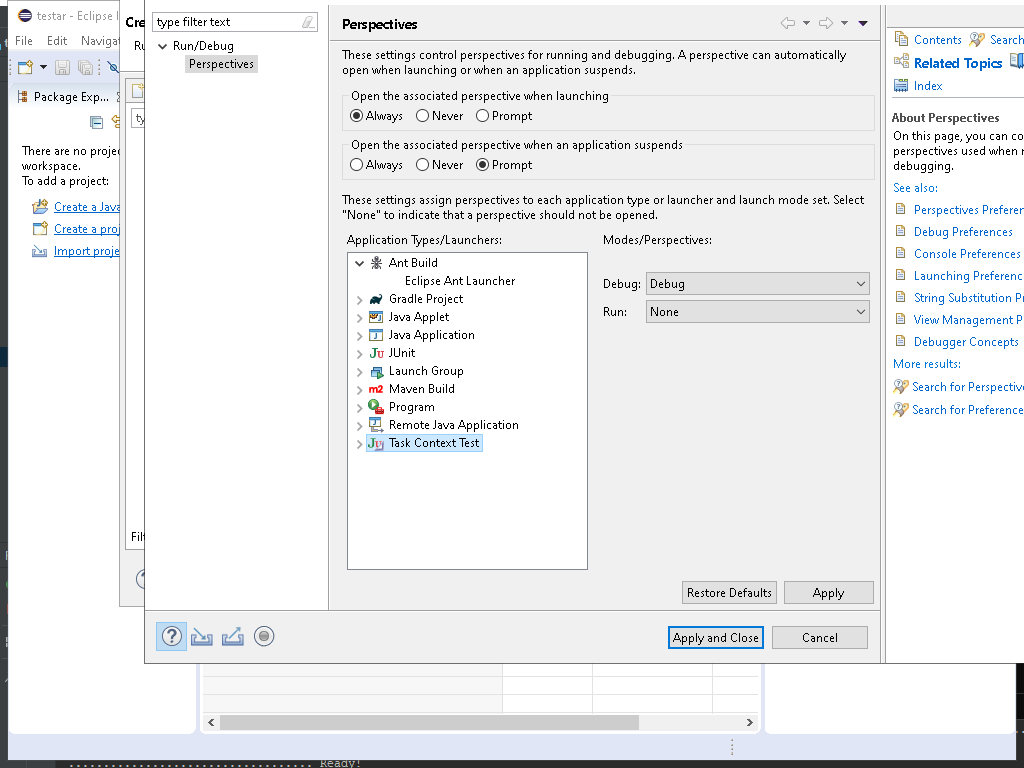 testar - Eclipse I
File Edit Navigat
Package Exp...
There are no proje
workspace.
To add a project:
Create a Java
Create a proj
Import proje
Cre
Ru
ty
Filt
type filter text
Run/Debug
Perspectives
Perspectives
These settings control perspectives for running and debugging. A perspective can automatically
open when launching or when an application suspends.
Open the associated perspective when launching
Always Never Prompt
Open the associated perspective when an application suspends
Always Never Prompt
These settings assign perspectives to each application type or launcher and launch mode set. Select
"None" to indicate that a perspective should not be opened.
Application Types/Launchers:
Modes/Perspectives:
Ant Build
Eclipse Ant Launcher
Gradle Project
Java Applet
Java Application
JUnit
Launch Group
Maven Build
Program
Remote Java Application
Task Context Test
Debug: Debug
Run: None
Restore Defaults Apply
Apply and Close Cancel
Contents Search
Related Topics
Index
About Perspectives
On this page, you can co
perspectives used when r
debugging.
See also:
Perspectives Preferen
Debug Preferences
Console Preferences
Launching Preferenc
String Substitution Pr
View Management P
Debugger Concepts
More results:
Search for Perspective
Search for Preference
Ready!